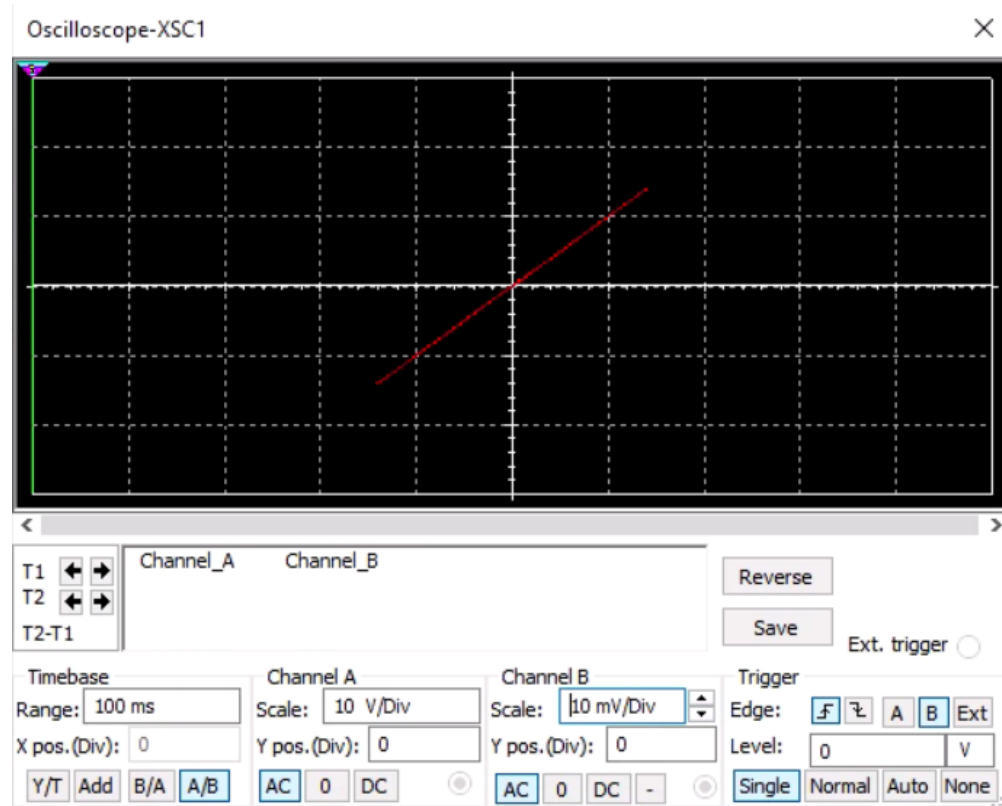 Oscilloscope-XSC1
T
Channel_A Channel_B
T1
T2
T2-T1
Reverse
Save
Ext. trigger
Timebase
Range: 100 ms
X pos.(Div): 0
Y/T Add B/A A/B
Channel A
Scale: 10 V/Div
Y pos.(Div): 0
AC 0 DC
Channel B
Scale: 10 mV/Div
Y pos.(Div): 0
AC 0 DC -
Trigger
Edge: A B Ext
Level: 0 V
Single Normal Auto None